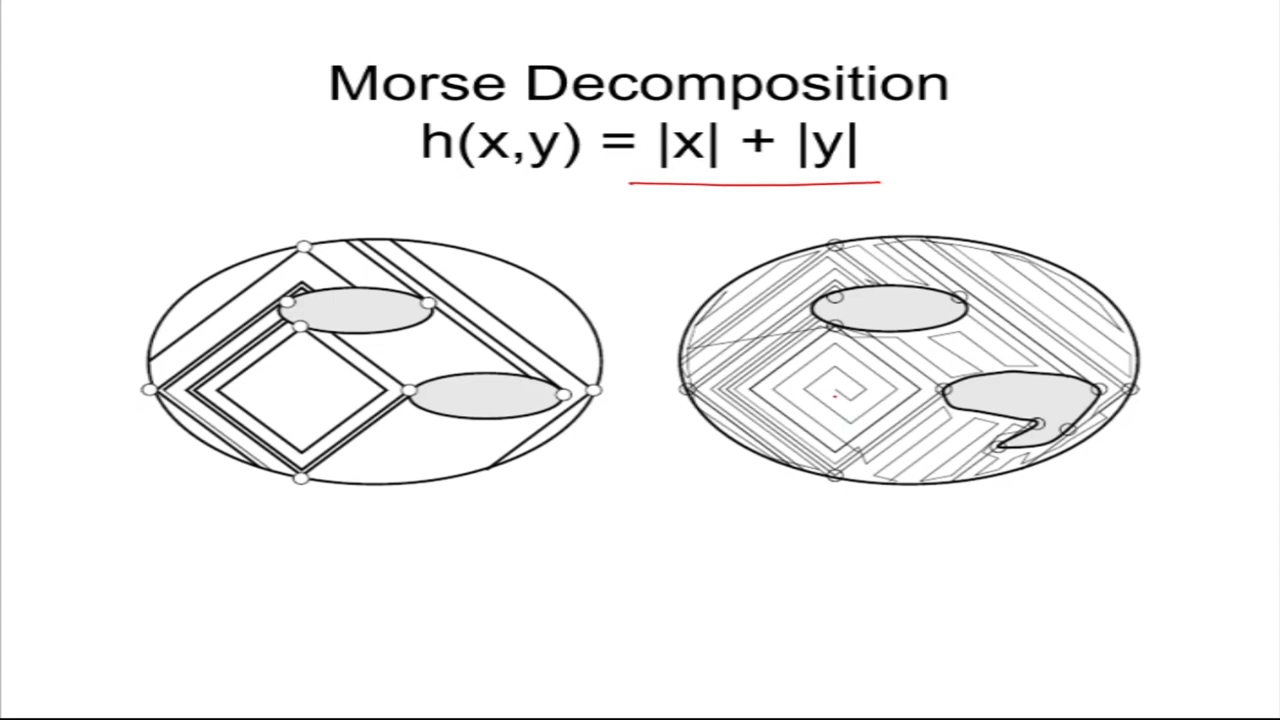 Morse Decomposition
h(x,y) = |x| + |y|